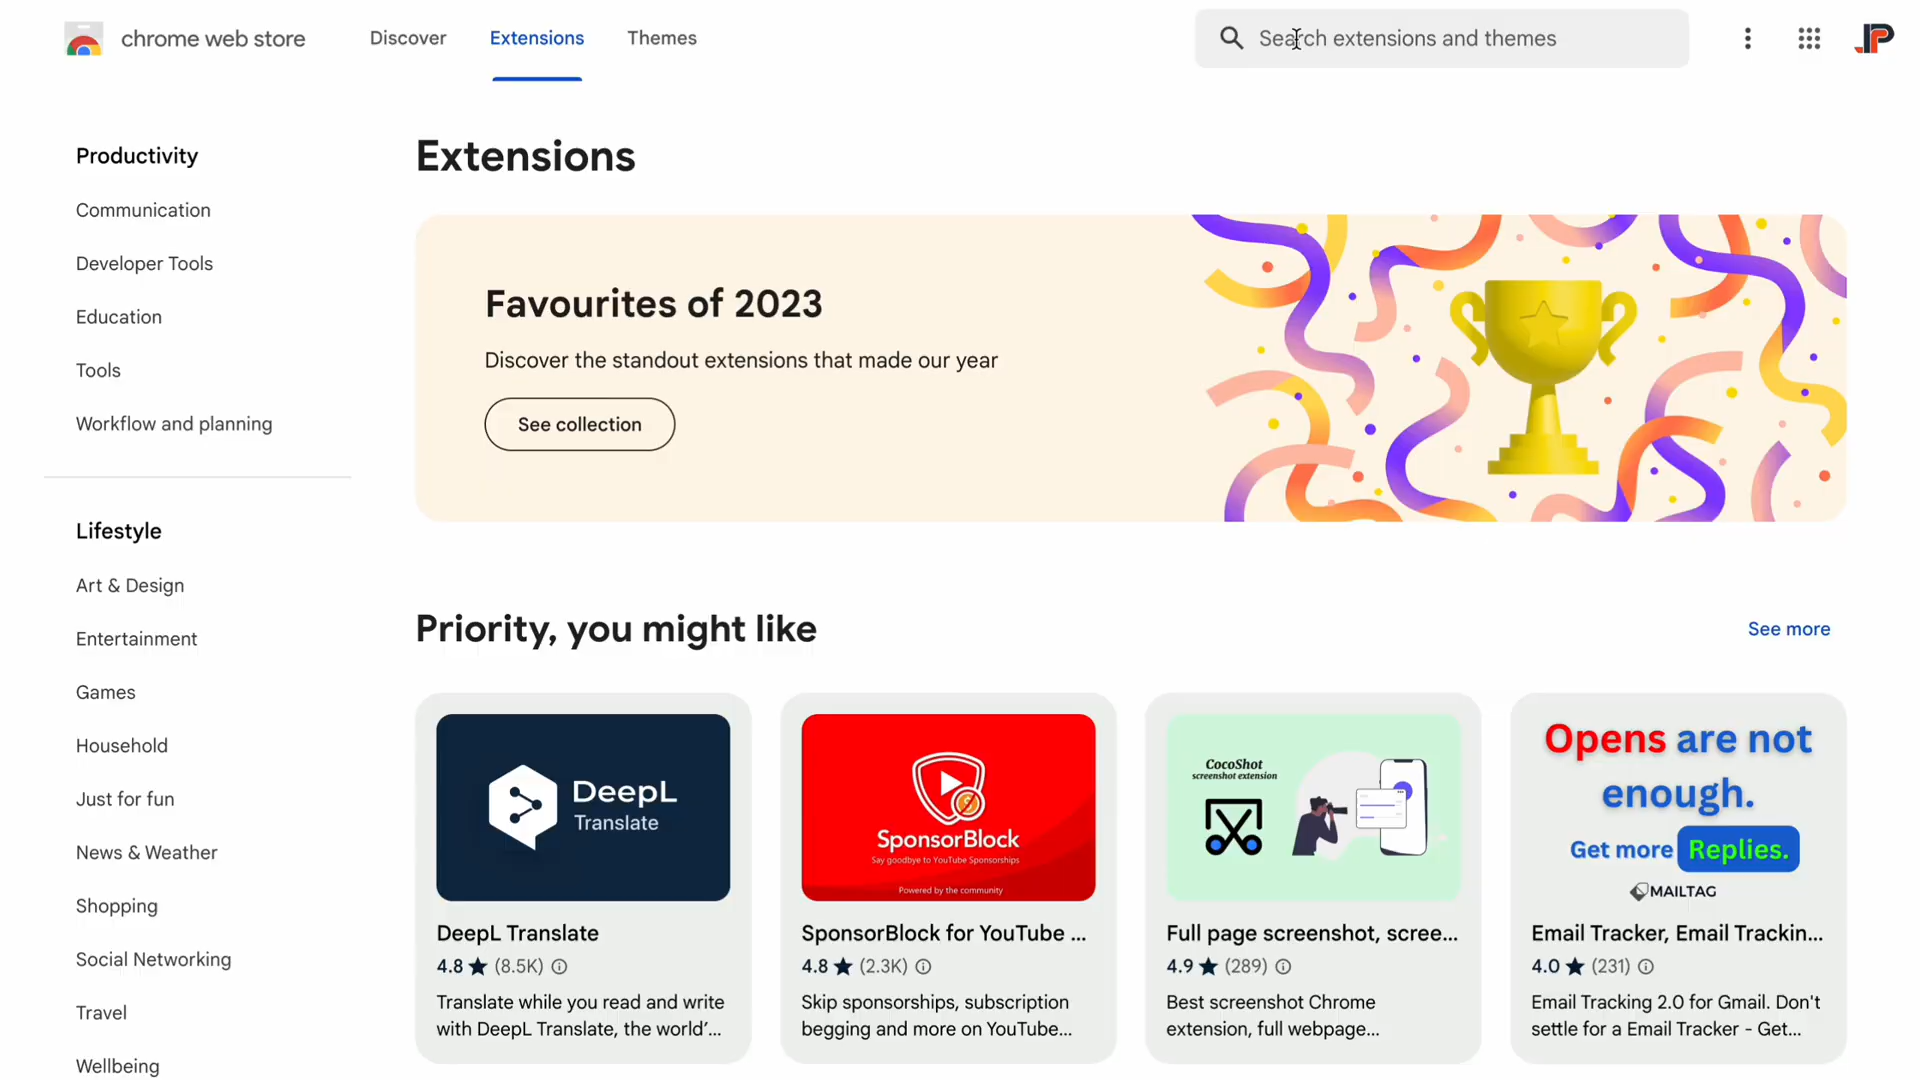 chrome web store
Discover
Extensions
Themes
Search extensions and themes
JP
Productivity
Communication
Developer Tools
Education
Tools
Workflow and planning
Lifestyle
Art & Design
Entertainment
Games
Household
Just for fun
News & Weather
Shopping
Social Networking
Travel
Wellbeing
Extensions
Favourites of 2023
Discover the standout extensions that made our year
See collection
Priority, you might like
See more
DeepL
Translate
DeepL Translate
4.8 ★ (8.5K)
Translate while you read and write
with DeepL Translate, the world’...
SponsorBlock
Say goodbye to YouTube Sponsorships
Powered by the community
SponsorBlock for YouTube ...
4.8 ★ (2.3K)
Skip sponsorships, subscription
begging and more on YouTube...
CocoShot
screenshot extension
Full page screenshot, scree...
4.9 ★ (289)
Best screenshot Chrome
extension, full webpage...
Opens are not
enough.
Get more Replies.
MAILTAG
Email Tracker, Email Trackin...
4.0 ★ (231)
Email Tracking 2.0 for Gmail. Don't
settle for a Email Tracker - Get...